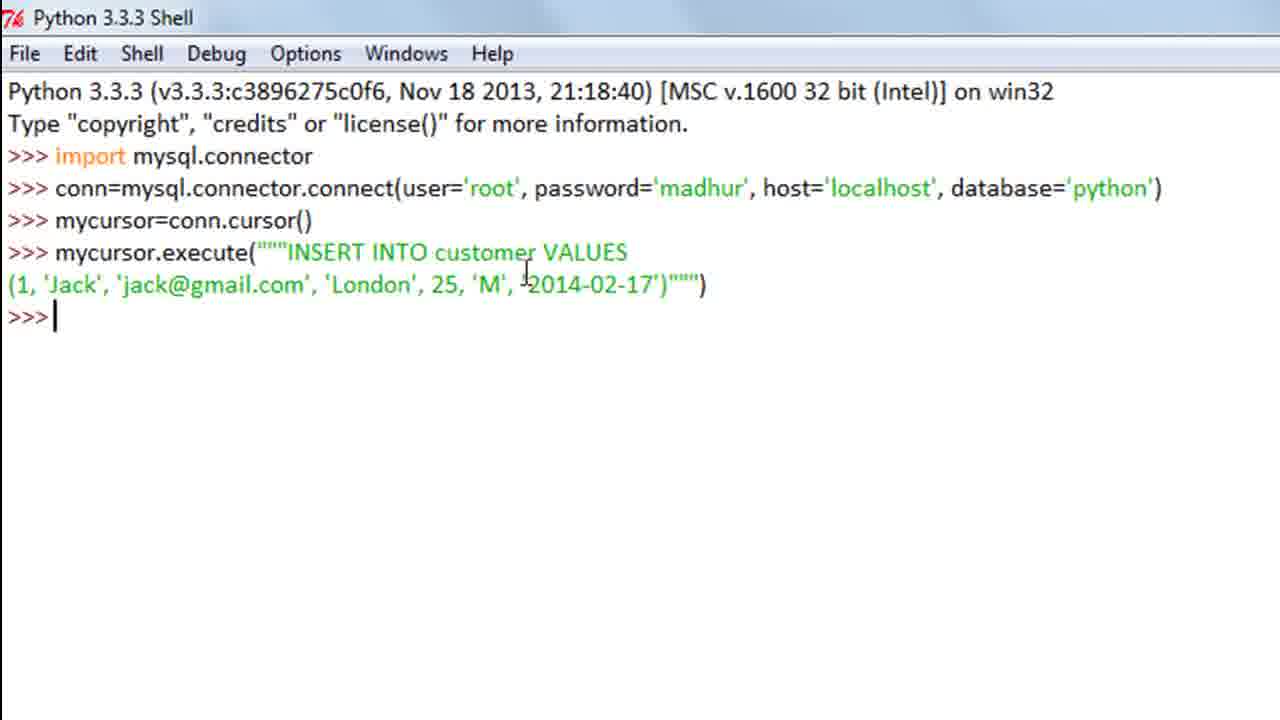 Python 3.3.3 Shell
File Edit Shell Debug Options Windows Help
Python 3.3.3 (v3.3.3:c3896275c0f6, Nov 18 2013, 21:18:40) [MSC v.1600 32 bit (Intel)] on win32
Type "copyright", "credits" or "license()" for more information.
>>> import mysql.connector
>>> conn=mysql.connector.connect(user='root', password='madhur', host='localhost', database='python')
>>> mycursor=conn.cursor()
>>> mycursor.execute("""INSERT INTO customer VALUES
(1, 'Jack', 'jack@gmail.com', 'London', 25, 'M', '2014-02-17')""")
>>>